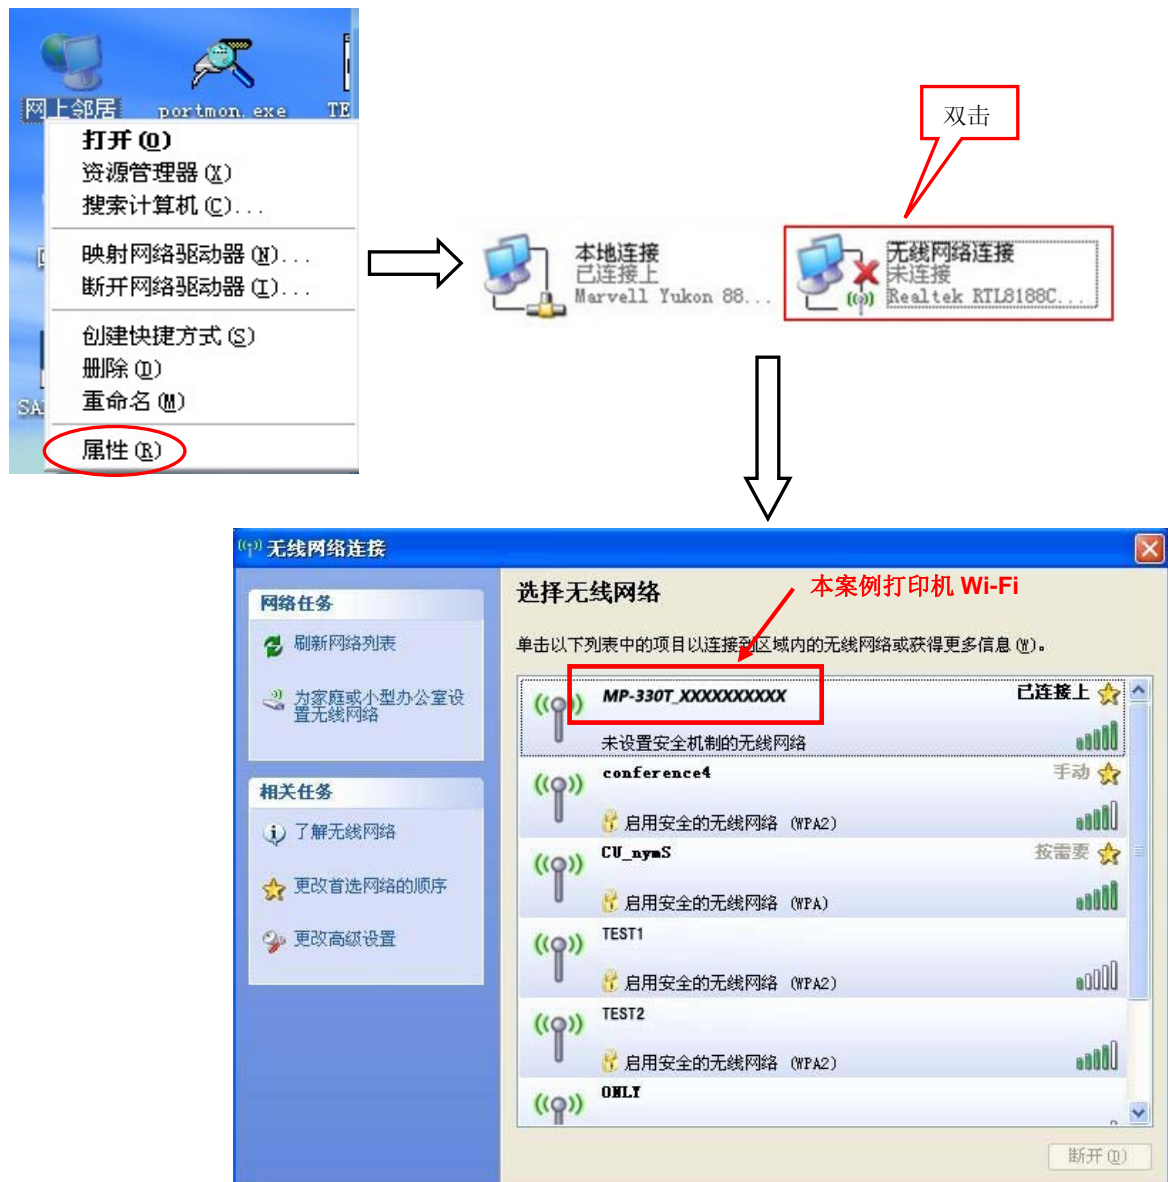 网上邻居
portmon.exe
TE
打开(O)
资源管理器(X)
搜索计算机(C)...
映射网络驱动器(N)...
断开网络驱动器(I)...
创建快捷方式(S)
删除(D)
重命名(M)
SA
属性(R)
双击
本地连接
已连接上
Marvell Yukon 88...
无线网络连接
未连接
Realtek RTL8188C...
无线网络连接
网络任务
刷新网络列表
为家庭或小型办公室设
置无线网络
相关任务
了解无线网络
更改首选网络的顺序
更改高级设置
选择无线网络
本案例打印机 Wi-Fi
单击以下列表中的项目以连接到区域内的无线网络或获得更多信息(W)。
MP-330T_XXXXXXXXXX 已连接上
未设置安全机制的无线网络
conference4 手动
启用安全的无线网络 (WPA2)
CU_nymS 按需要
启用安全的无线网络 (WPA)
TEST1
启用安全的无线网络 (WPA2)
TEST2
启用安全的无线网络 (WPA2)
ONLY
断开(D)